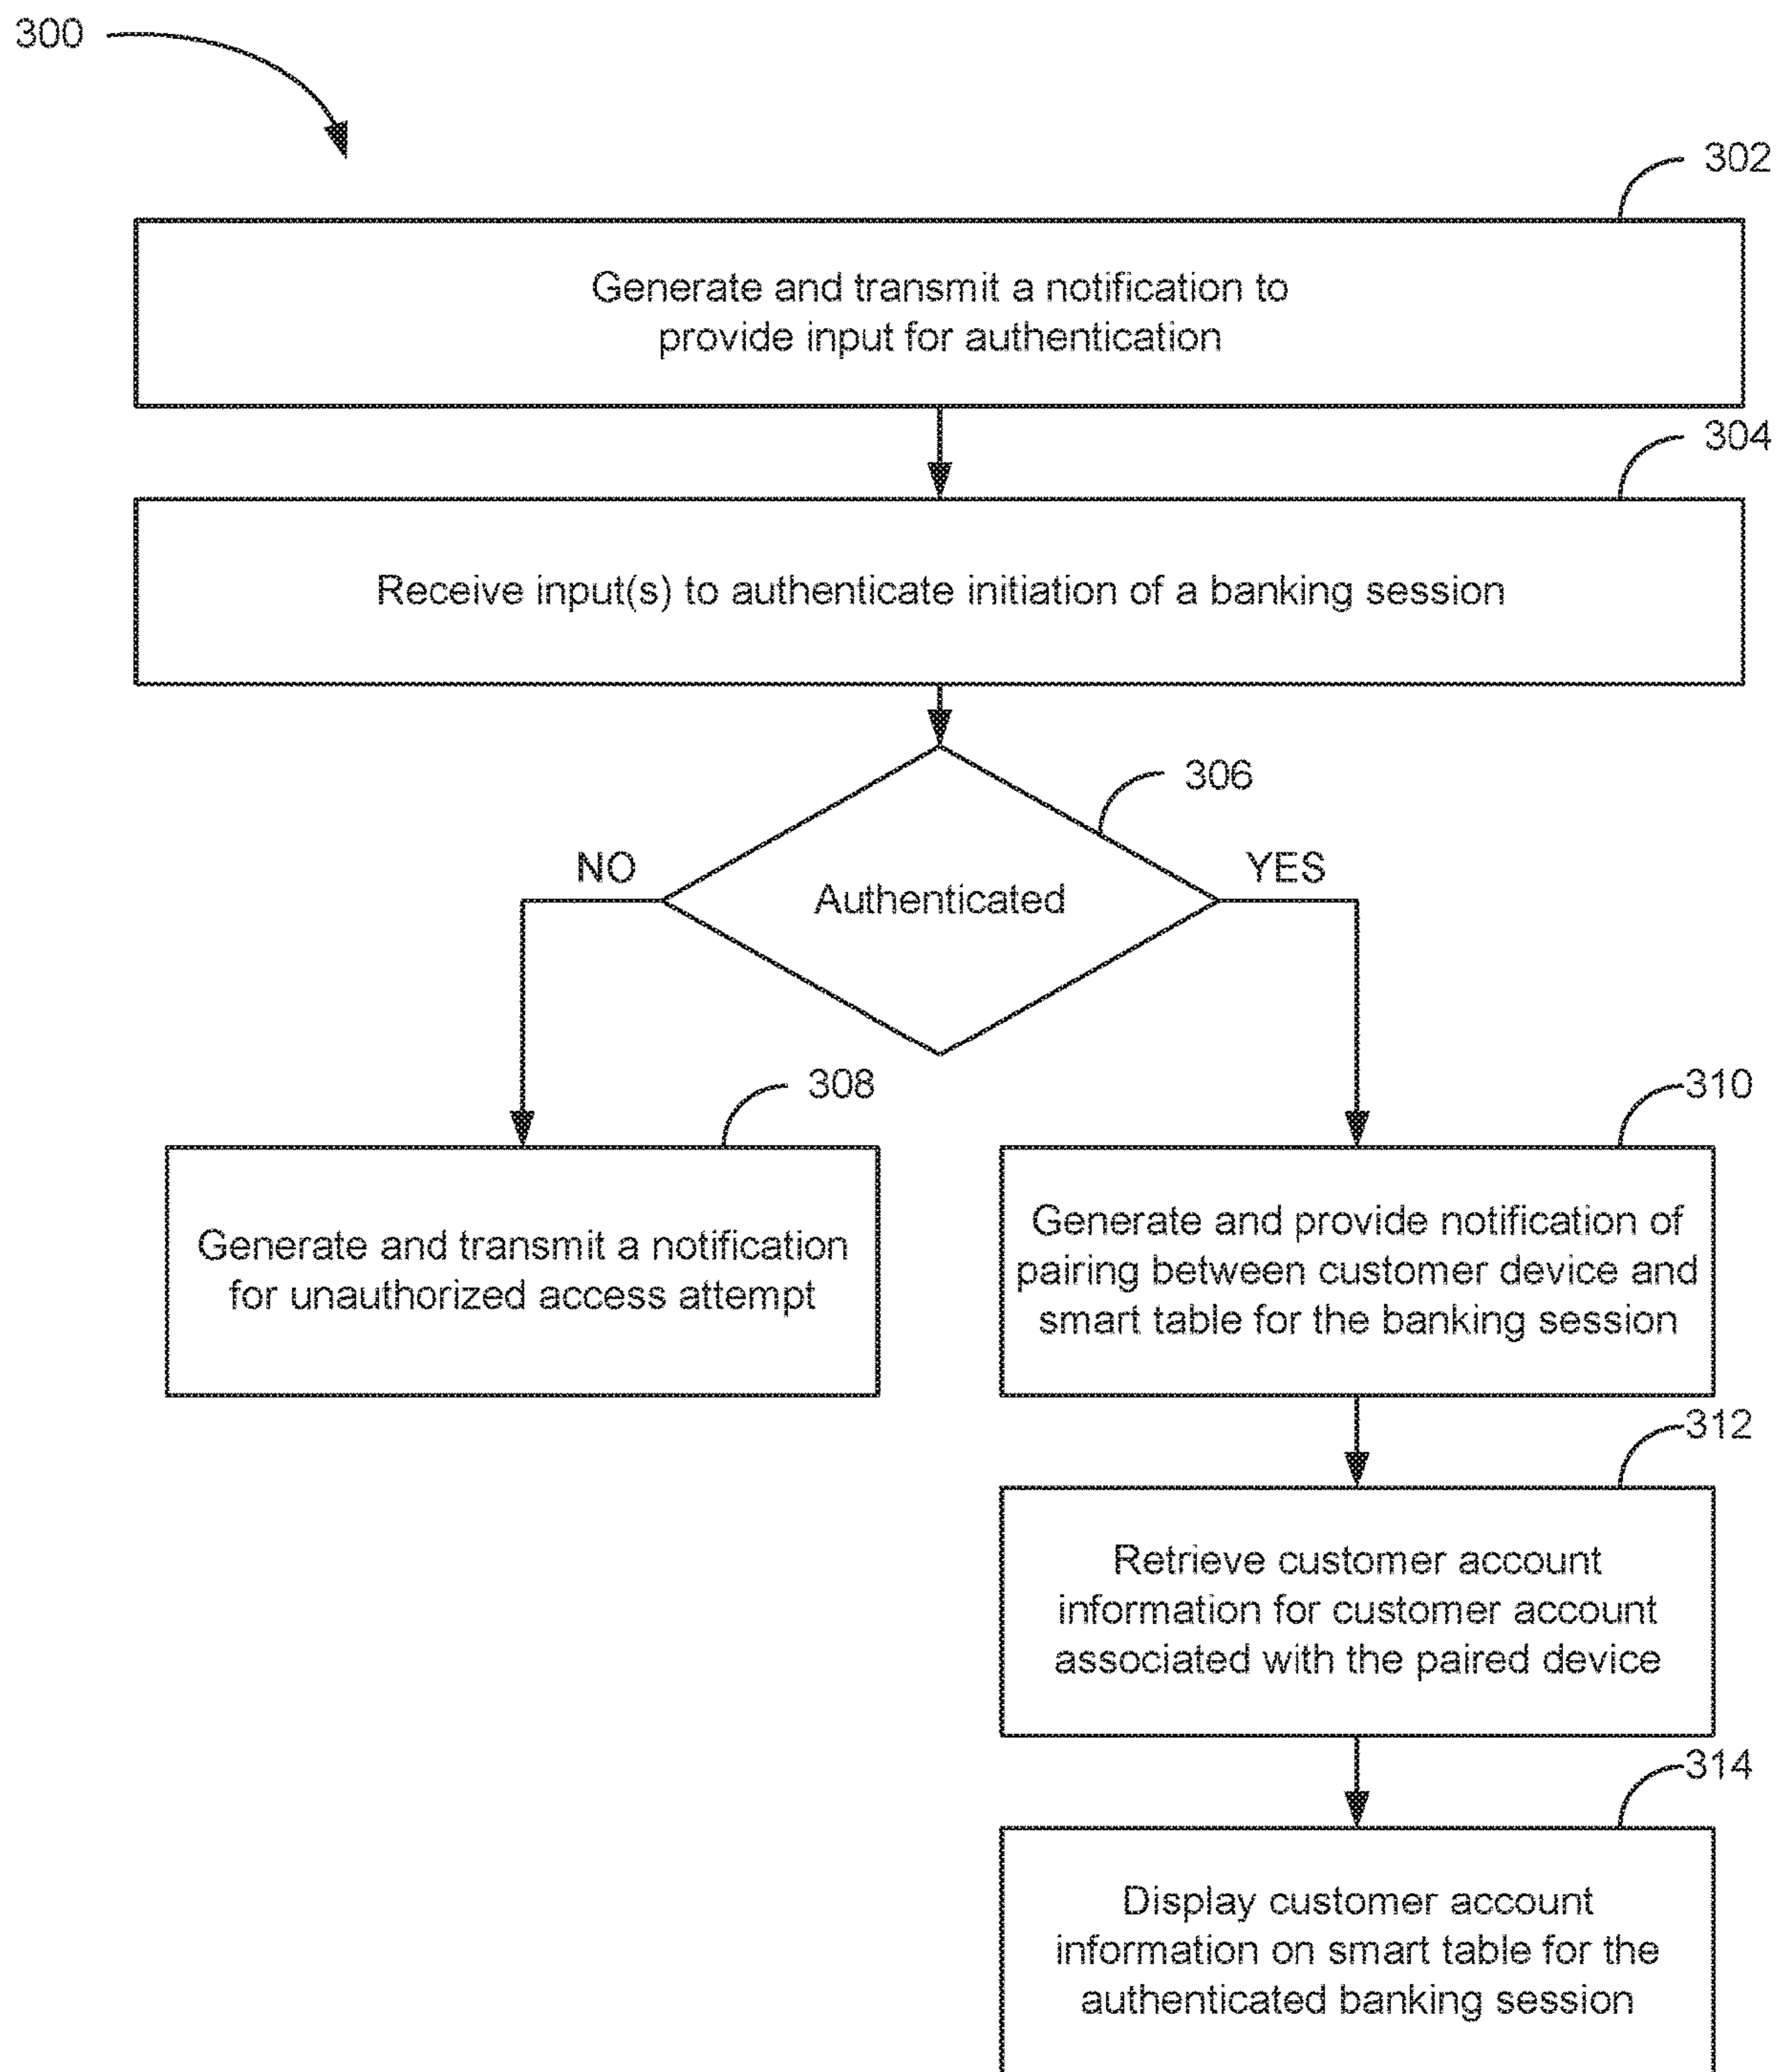 300
302
Generate and transmit a notification to
provide input for authentication
304
Receive input(s) to authenticate initiation of a banking session
306
NO
YES
Authenticated
308
310
Generate and transmit a notification
for unauthorized access attempt
Generate and provide notification of
pairing between customer device and
smart table for the banking session
312
Retrieve customer account
information for customer account
associated with the paired device
314
Display customer account
information on smart table for the
authenticated banking session